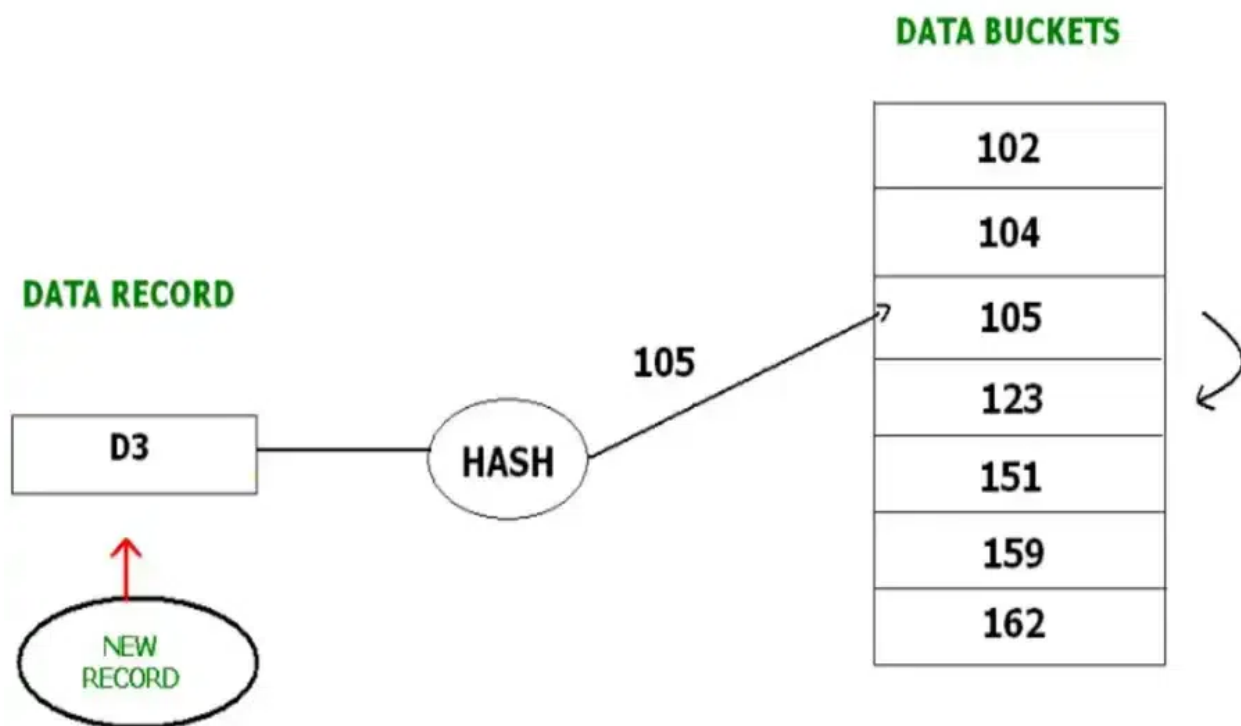 DATA BUCKETS
102
104
DATA RECORD
105
105
123
D3
HASH
151
159
NEW
RECORD
162